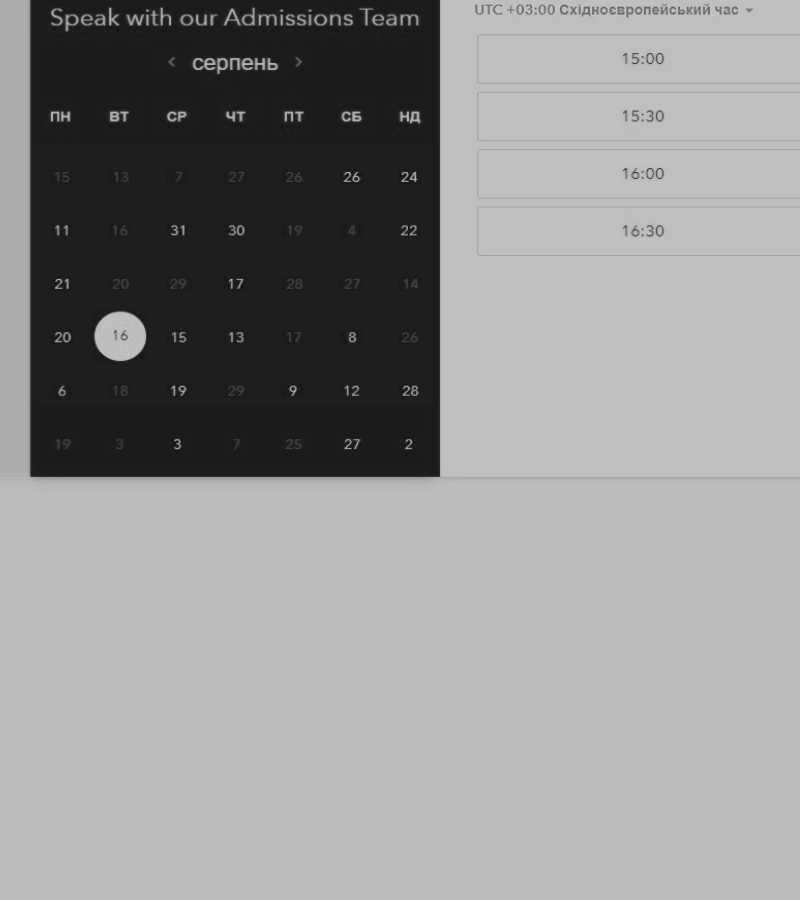 Speak with our Admissions Team
UTC +03:00 Східноєвропейський час
серпень
ПН ВТ СР ЧТ ПТ СБ НД
15 13 7 27 26 26 24
11 16 31 30 19 4 22
21 20 29 17 28 27 14
20 16 15 13 17 8 26
6 18 19 29 9 12 28
19 3 3 7 25 27 2
15:00
15:30
16:00
16:30